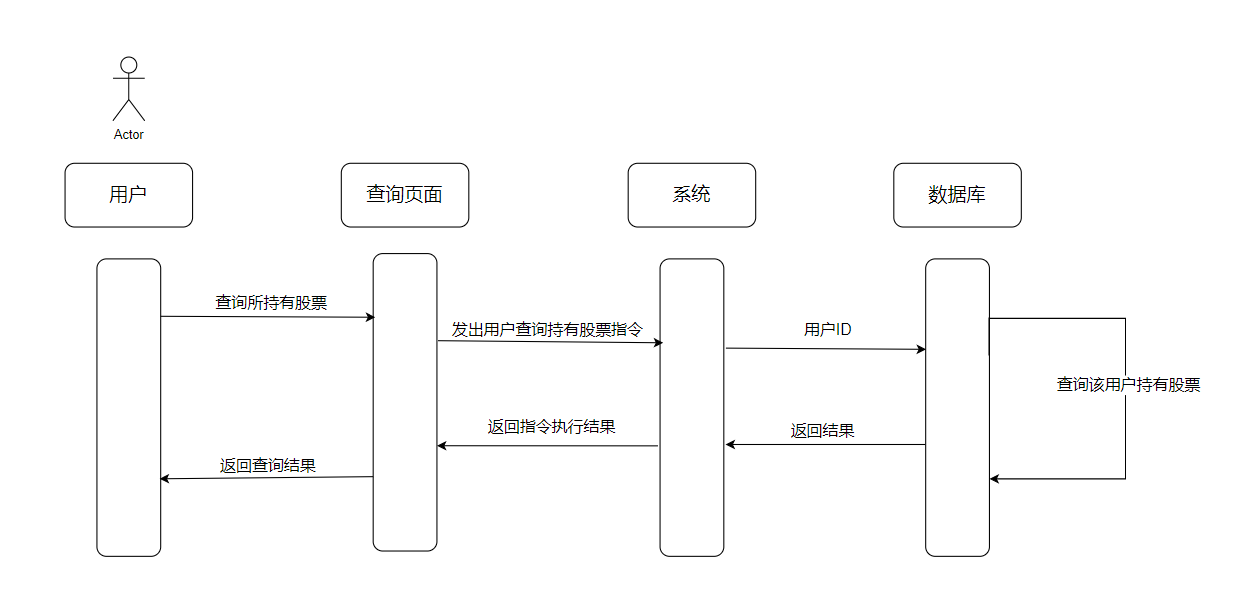 Actor
用户
查询页面
系统
数据库
查询所持有股票
发出用户查询持有股票指令
用户ID
查询该用户持有股票
返回指令执行结果
返回结果
返回查询结果